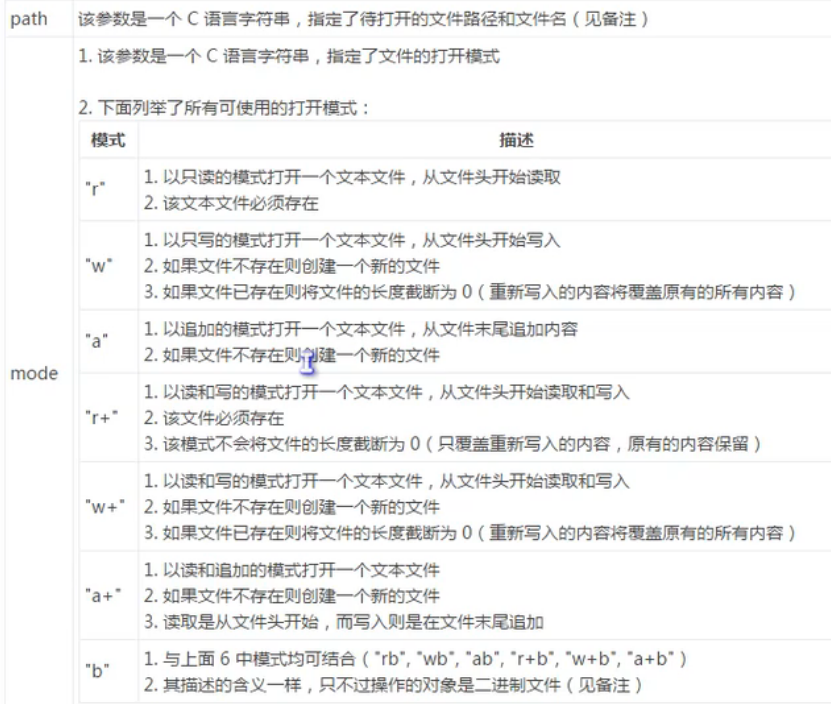 path 该参数是一个 C 语言字符串，指定了待打开的文件路径和文件名（见备注）
1. 该参数是一个 C 语言字符串，指定了文件的打开模式
2. 下面列举了所有可使用的打开模式：
模式 描述
"r"
1. 以只读的模式打开一个文本文件，从文件头开始读取
2. 该文本文件必须存在
"w"
1. 以只写的模式打开一个文本文件，从文件头开始写入
2. 如果文件不存在则创建一个新的文件
3. 如果文件已存在则将文件的长度截断为 0（重新写入的内容将覆盖原有的所有内容）
"a"
1. 以追加的模式打开一个文本文件，从文件末尾追加内容
2. 如果文件不存在则创建一个新的文件
mode
"r+"
1. 以读和写的模式打开一个文本文件，从文件头开始读取和写入
2. 该文件必须存在
3. 该模式不会将文件的长度截断为 0（只覆盖重新写入的内容，原有的内容保留）
"w+"
1. 以读和写的模式打开一个文本文件，从文件头开始读取和写入
2. 如果文件不存在则创建一个新的文件
3. 如果文件已存在则将文件的长度截断为 0（重新写入的内容将覆盖原有的所有内容）
"a+"
1. 以读和追加的模式打开一个文本文件
2. 如果文件不存在则创建一个新的文件
3. 读取是从文件头开始，而写入则是在文件末尾追加
"b"
1. 与上面 6 中模式均可结合（"rb", "wb", "ab", "r+b", "w+b", "a+b"）
2. 其描述的含义一样，只不过操作的对象是二进制文件（见备注）